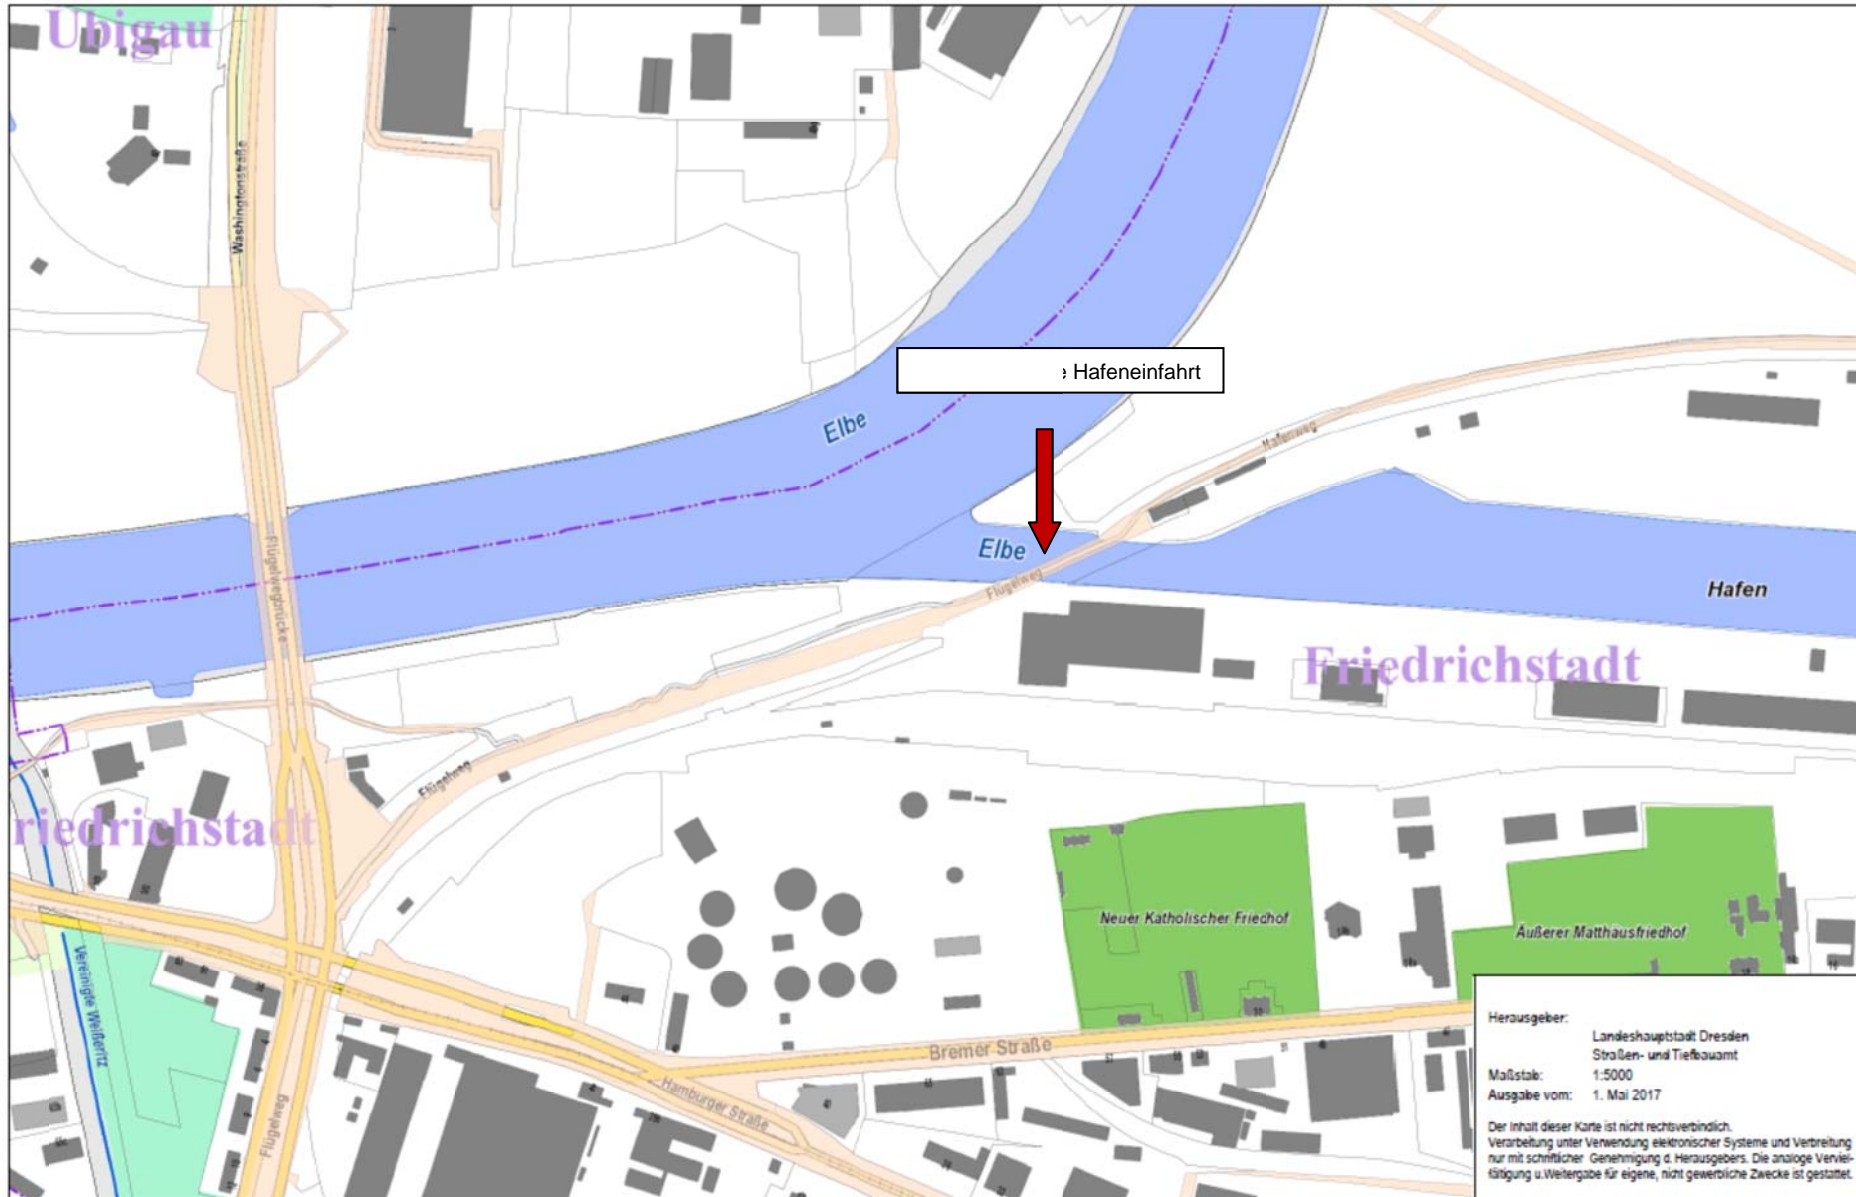 Ubigau
Washingtonstraße
Hafeneinfahrt
Elbe
Hafenweg
Elbe
Flügelweg
Flügelwegbrücke
Hafen
Friedrichstadt
Flügelweg
riedrichstadt
Neuer Katholischer Friedhof
Äußerer Matthäusfriedhof
Vereinigte Weißeritz
Bremer Straße
Hamburger Straße
Flügelweg
Herausgeber:
Landeshauptstadt Dresden
Straßen- und Tiefbauamt
Maßstab: 1:5000
Ausgabe vom: 1. Mai 2017
Der Inhalt dieser Karte ist nicht rechtsverbindlich.
Verarbeitung unter Verwendung elektronischer Systeme und Verbreitung
nur mit schriftlicher Genehmigung d. Herausgebers. Die analoge Verviel-
fältigung u. Weitergabe für eigene, nicht gewerbliche Zwecke ist gestattet.